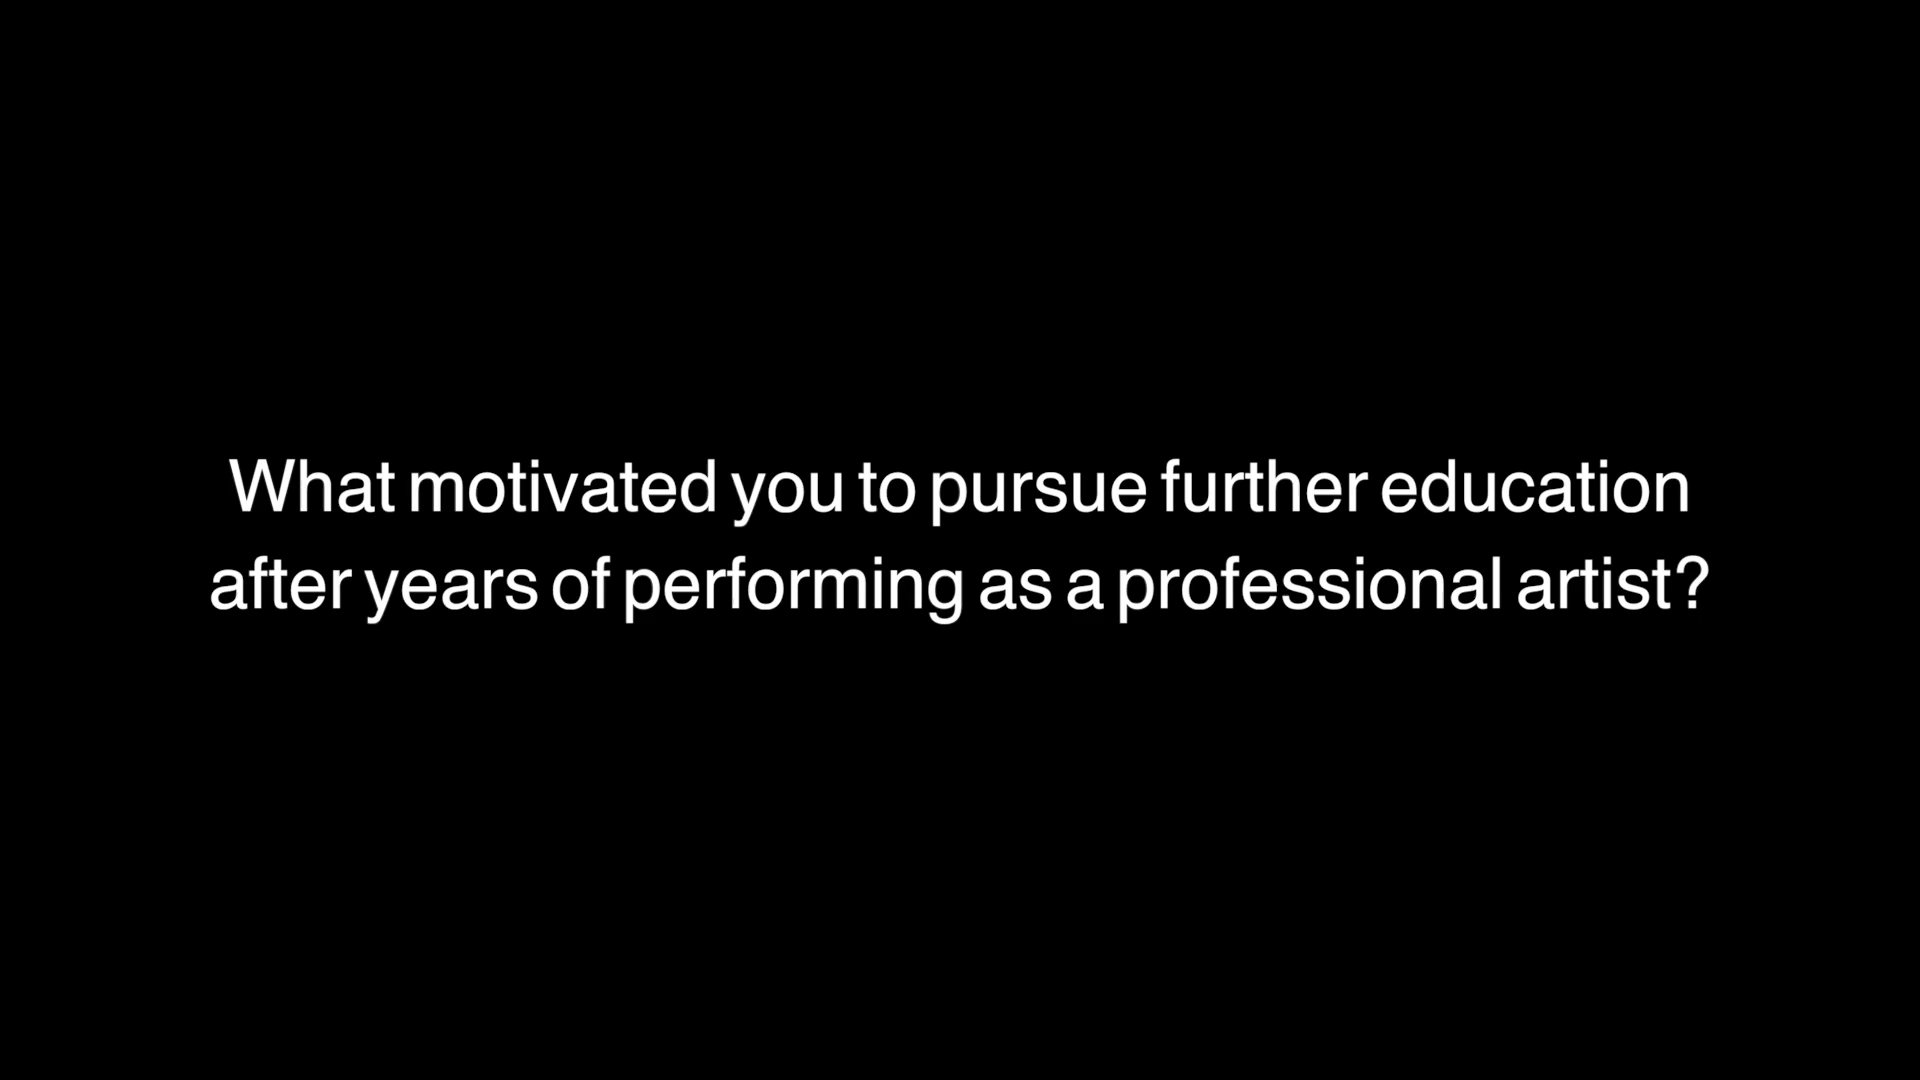 What motivated you to pursue further education
after years of performing as a professional artist?